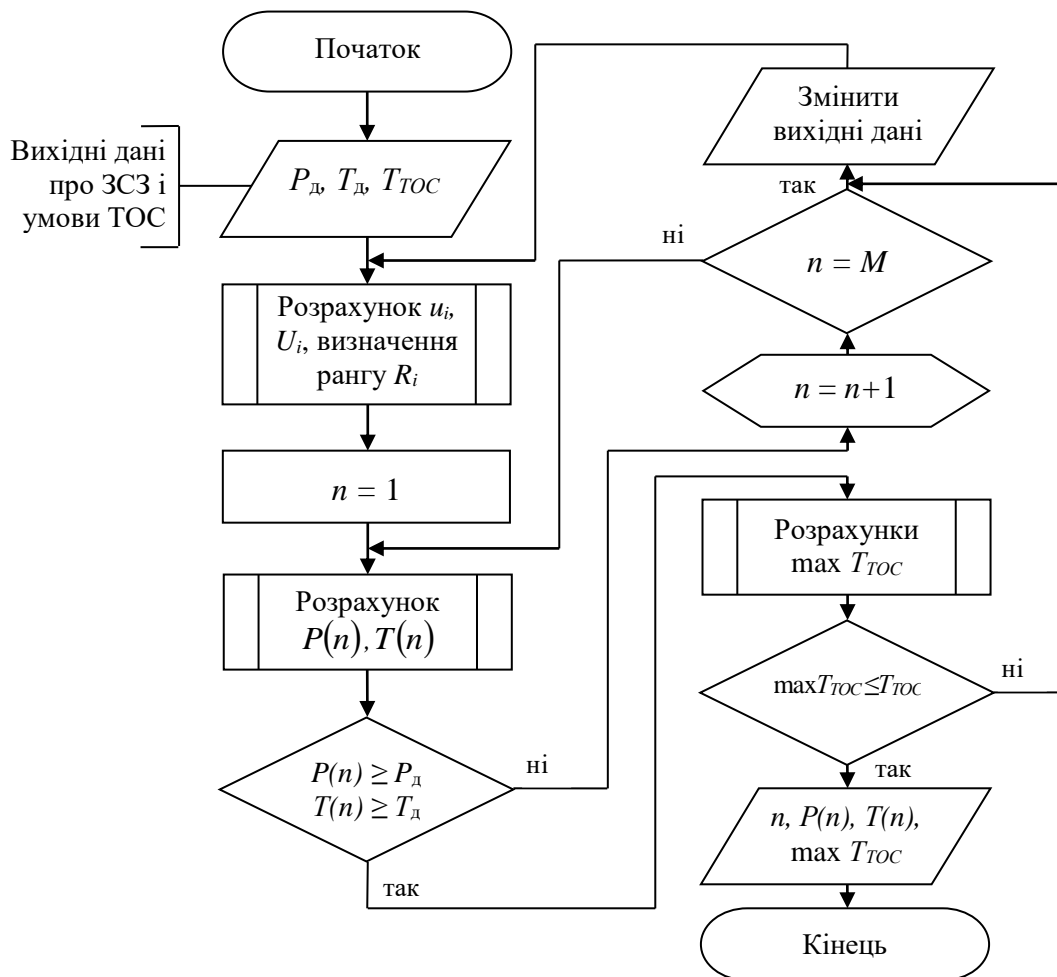 Початок
Вихідні дані
про ЗСЗ і
умови ТОС
Pд, Tд, TТОС
Розрахунок ui,
Ui, визначення
рангу Ri
n = 1
Розрахунок
P(n), T(n)
P(n) ≥ Pд
T(n) ≥ Tд
ні
так
Змінити
вихідні дані
так
ні
n = M
n = n+1
Розрахунки
max TТОС
maxTТОС≤TТОС
ні
так
n, P(n), T(n),
max TТОС
Кінець